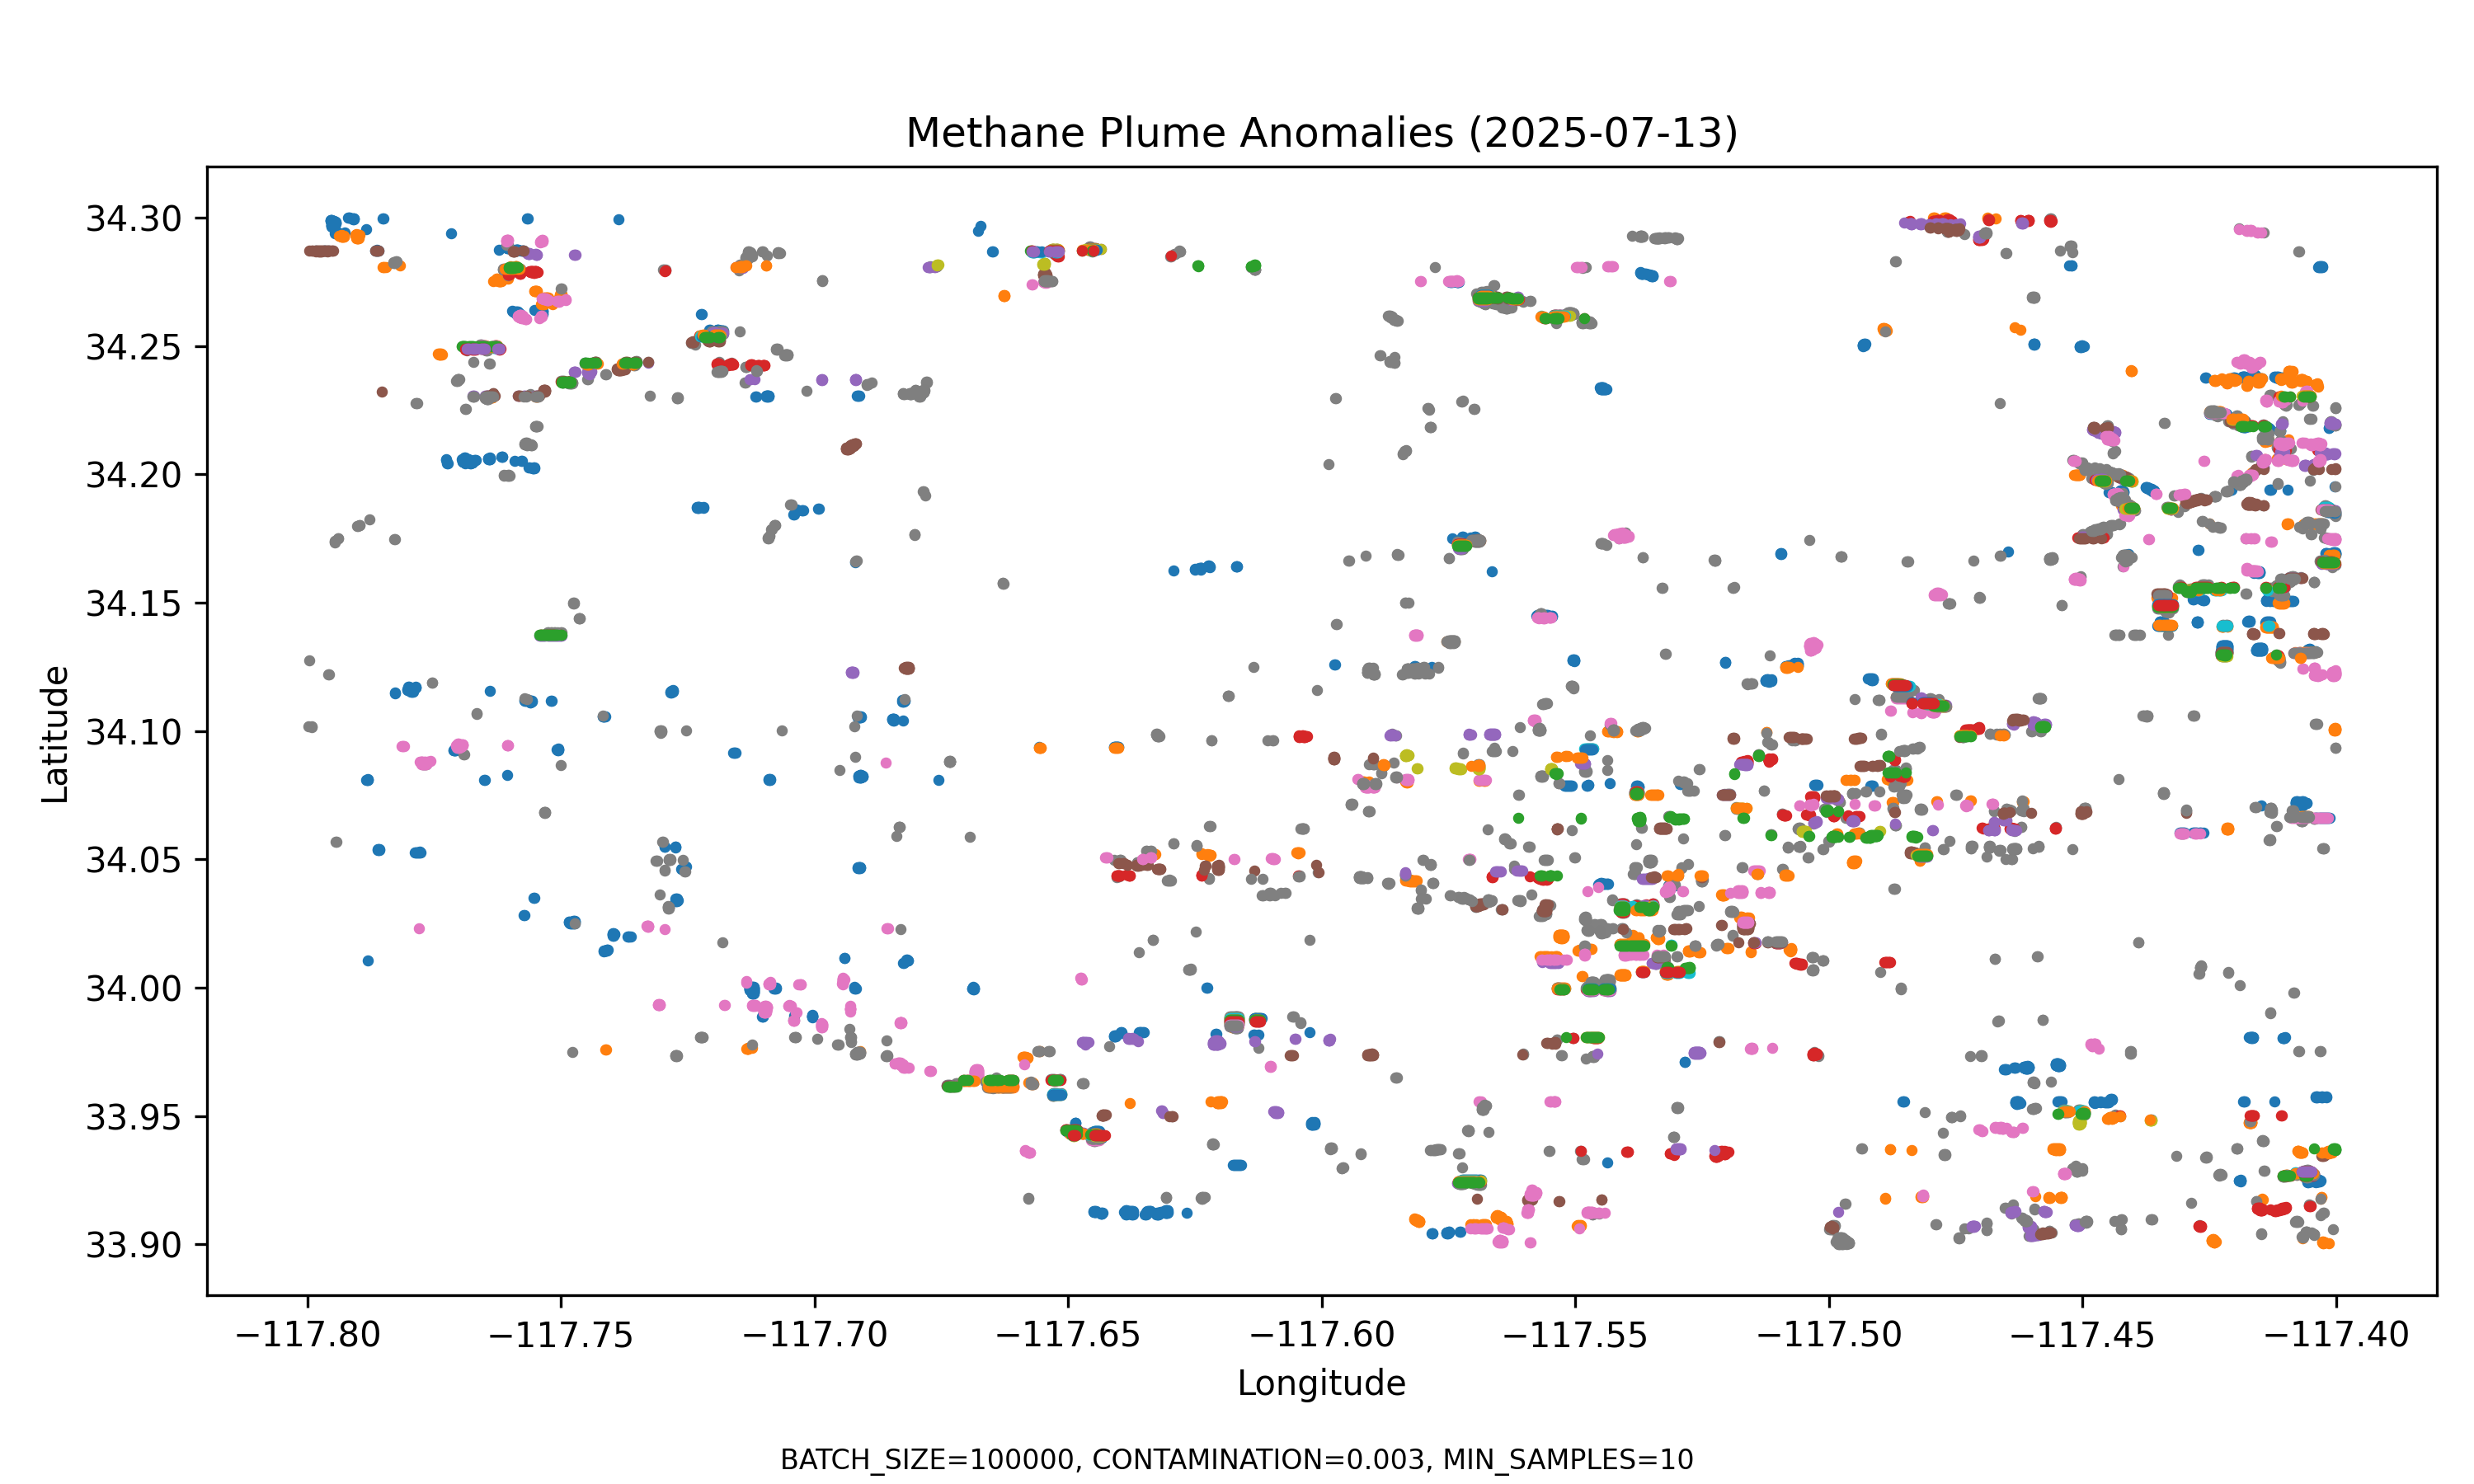 Methane Plume Anomalies (2025-07-13)
34.30
34.25
34.20
34.15
34.10
34.05
34.00
33.95
33.90
Latitude
−117.80 −117.75 −117.70 −117.65 −117.60 −117.55 −117.50 −117.45 −117.40
Longitude
BATCH_SIZE=100000, CONTAMINATION=0.003, MIN_SAMPLES=10